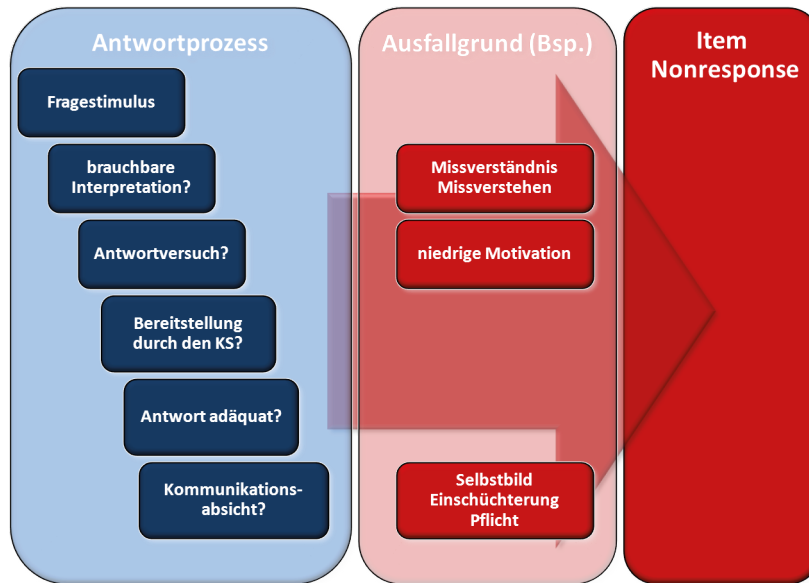 Antwortprozess
Fragestimulus
brauchbare
Interpretation?
Antwortversuch?
Bereitstellung
durch den KS?
Antwort adäquat?
Kommunikations-
absicht?
Ausfallgrund (Bsp.)
Missverständnis
Missverstehen
niedrige Motivation
Selbstbild
Einschüchterung
Pflicht
Item
Nonresponse